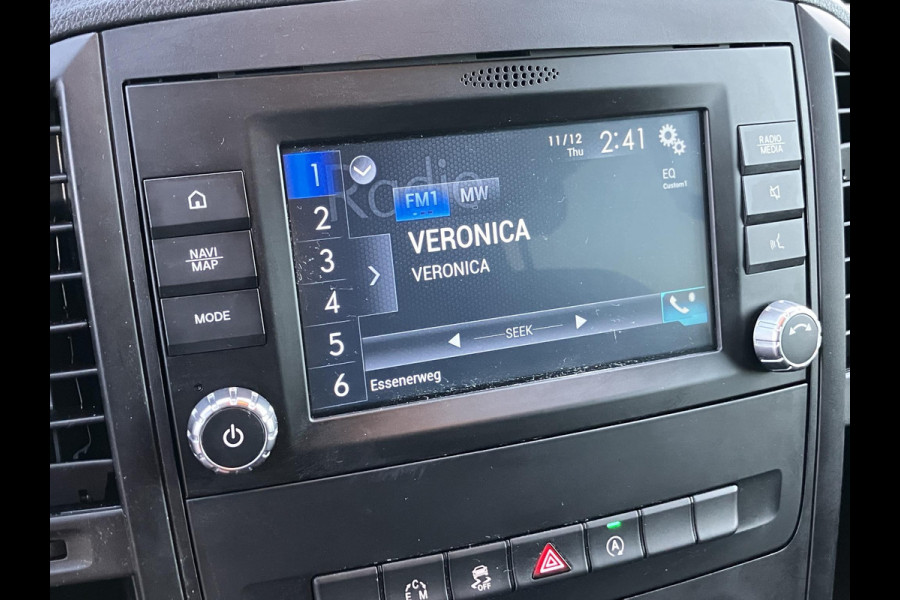 11/12
Thu
2:41
EQ
Custom1
Radio
FM1
MW
1
2
3
4
5
6
VERONICA
VERONICA
SEEK
Essenerweg
NAVI
MAP
MODE
RADIO
MEDIA
C
E M
OFF
A